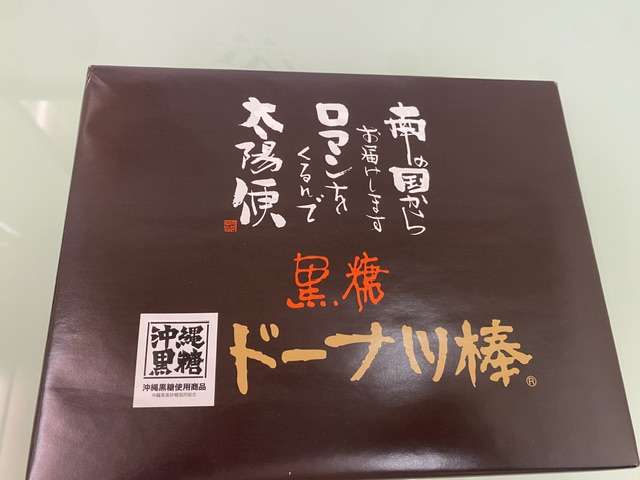 南の国から
お届けします
ロマンを
くるんで
太陽便
黒糖
ドーナツ棒®
沖縄
黒糖
沖縄黒糖使用商品